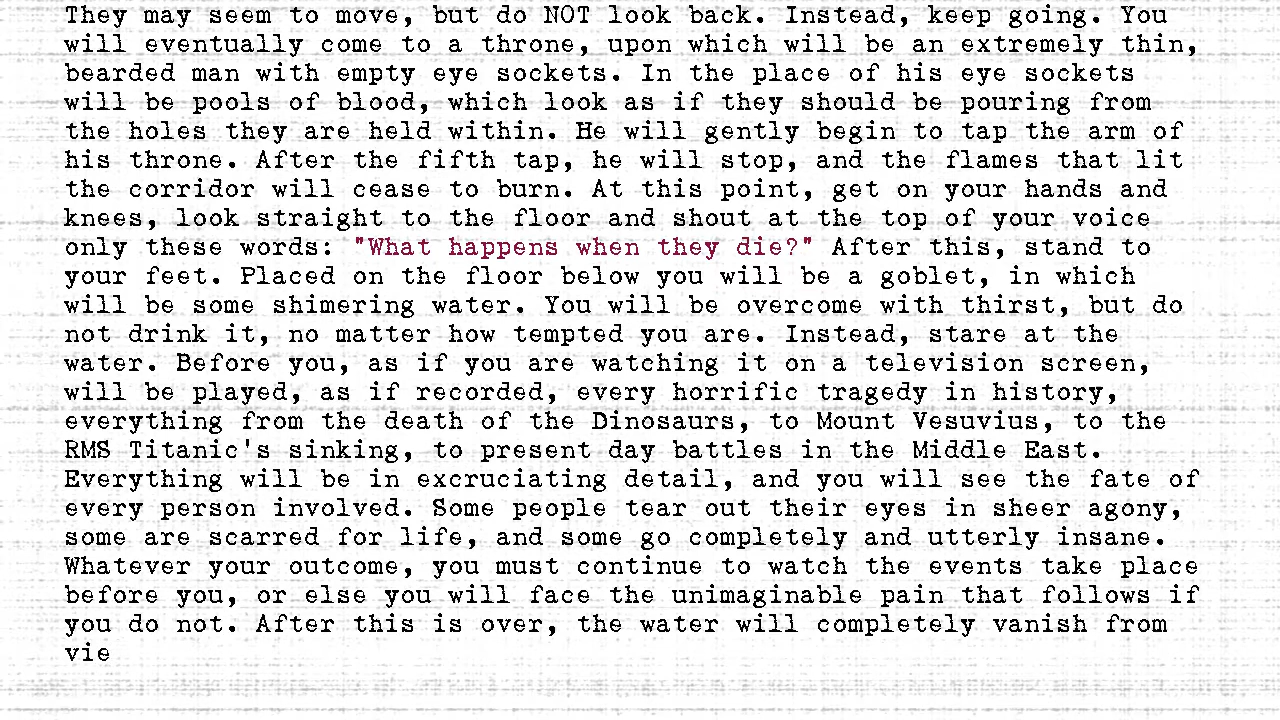 They may seem to move, but do NOT look back. Instead, keep going. You
will eventually come to a throne, upon which will be an extremely thin,
bearded man with empty eye sockets. In the place of his eye sockets
will be pools of blood, which look as if they should be pouring from
the holes they are held within. He will gently begin to tap the arm of
his throne. After the fifth tap, he will stop, and the flames that lit
the corridor will cease to burn. At this point, get on your hands and
knees, look straight to the floor and shout at the top of your voice
only these words: "What happens when they die?" After this, stand to
your feet. Placed on the floor below you will be a goblet, in which
will be some shimering water. You will be overcome with thirst, but do
not drink it, no matter how tempted you are. Instead, stare at the
water. Before you, as if you are watching it on a television screen,
will be played, as if recorded, every horrific tragedy in history,
everything from the death of the Dinosaurs, to Mount Vesuvius, to the
RMS Titanic's sinking, to present day battles in the Middle East.
Everything will be in excruciating detail, and you will see the fate of
every person involved. Some people tear out their eyes in sheer agony,
some are scarred for life, and some go completely and utterly insane.
Whatever your outcome, you must continue to watch the events take place
before you, or else you will face the unimaginable pain that follows if
you do not. After this is over, the water will completely vanish from
vie